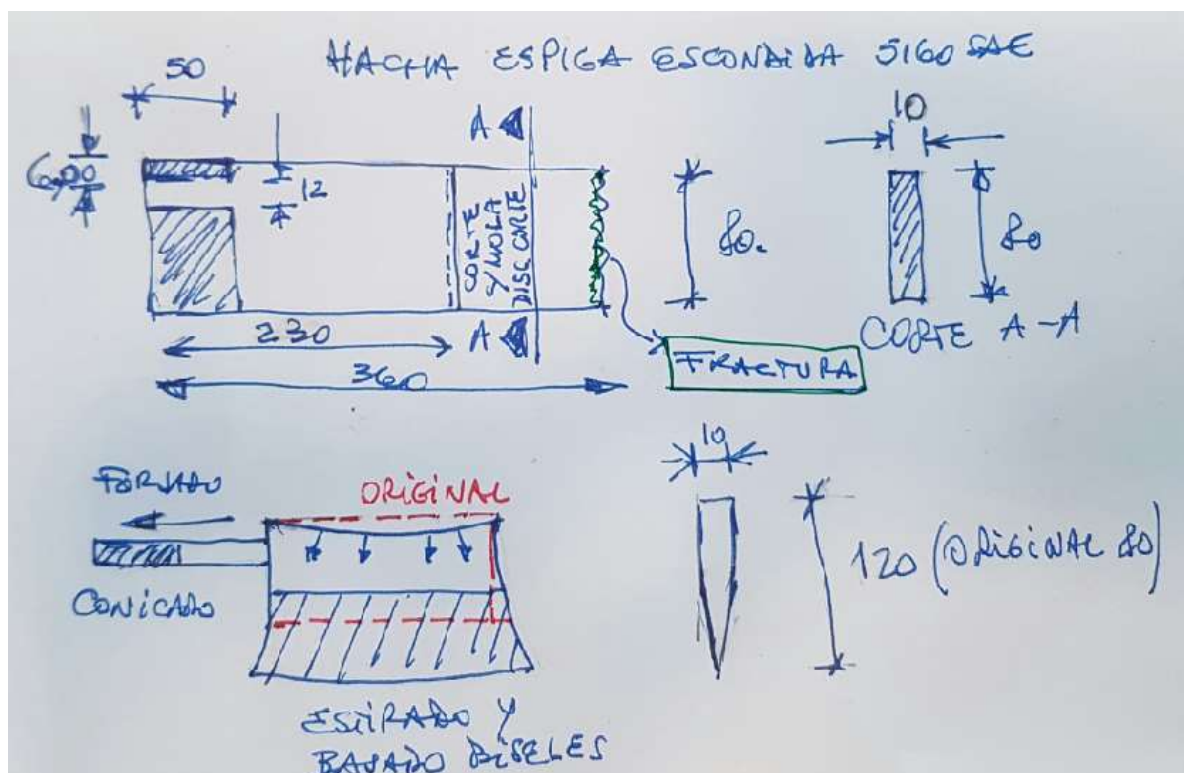 HACHA ESPIGA ESCONDIDA 5160 SAE
50
A
10
12
CORTE
C/MOLA
DISC CORTE
80.
80
230
A
CORTE A-A
360
FRACTURA
FORJADO
ORIGINAL
10
CONICADO
120 (ORIGINAL 80)
ESTIRADO Y
BAJADO BISELES